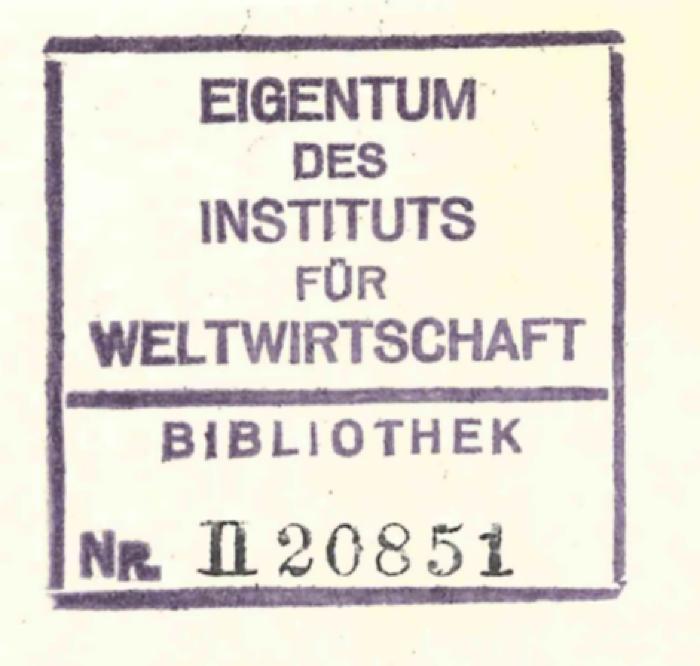 EIGENTUM
DES
INSTITUTS
FÜR
WELTWIRTSCHAFT
BIBLIOTHEK
NR. II 20851